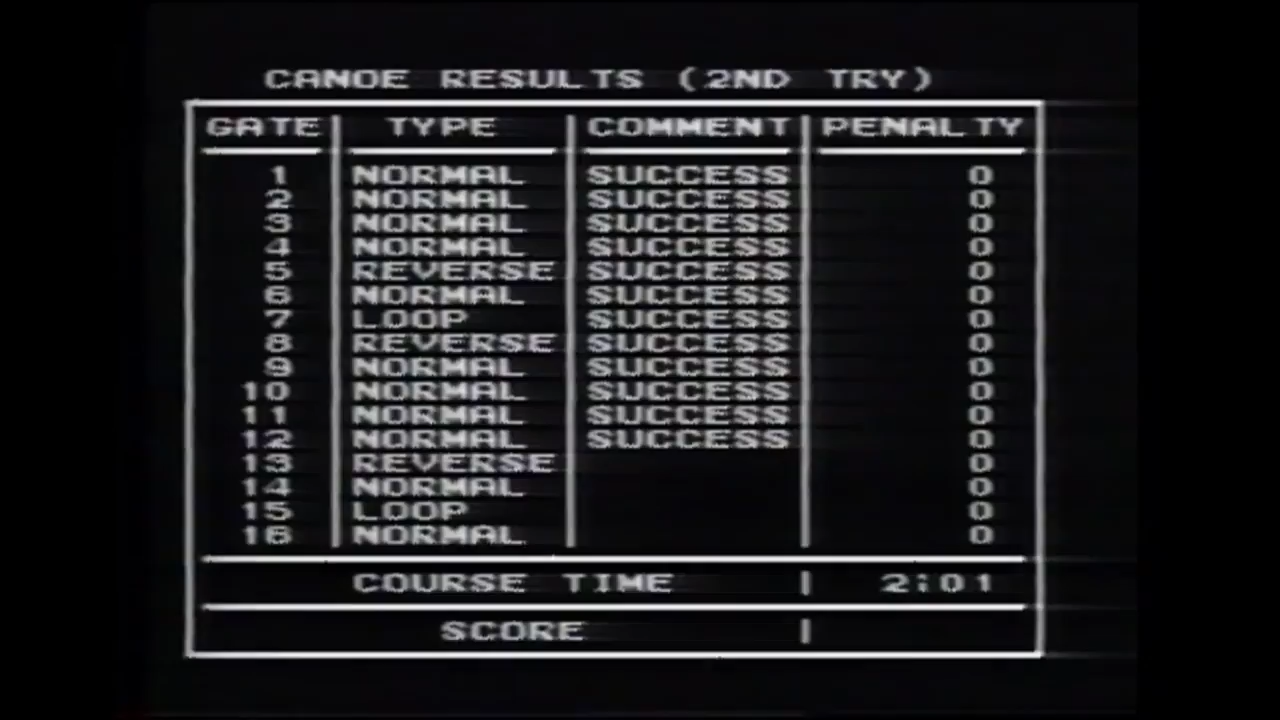 CANOE RESULTS (2ND TRY)
GATE TYPE COMMENT PENALTY
1 NORMAL SUCCESS 0
2 NORMAL SUCCESS 0
3 NORMAL SUCCESS 0
4 NORMAL SUCCESS 0
5 REVERSE SUCCESS 0
6 NORMAL SUCCESS 0
7 LOOP SUCCESS 0
8 REVERSE SUCCESS 0
9 NORMAL SUCCESS 0
10 NORMAL SUCCESS 0
11 NORMAL SUCCESS 0
12 NORMAL SUCCESS 0
13 REVERSE 0
14 NORMAL 0
15 LOOP 0
16 NORMAL 0
COURSE TIME | 2:01
SCORE |